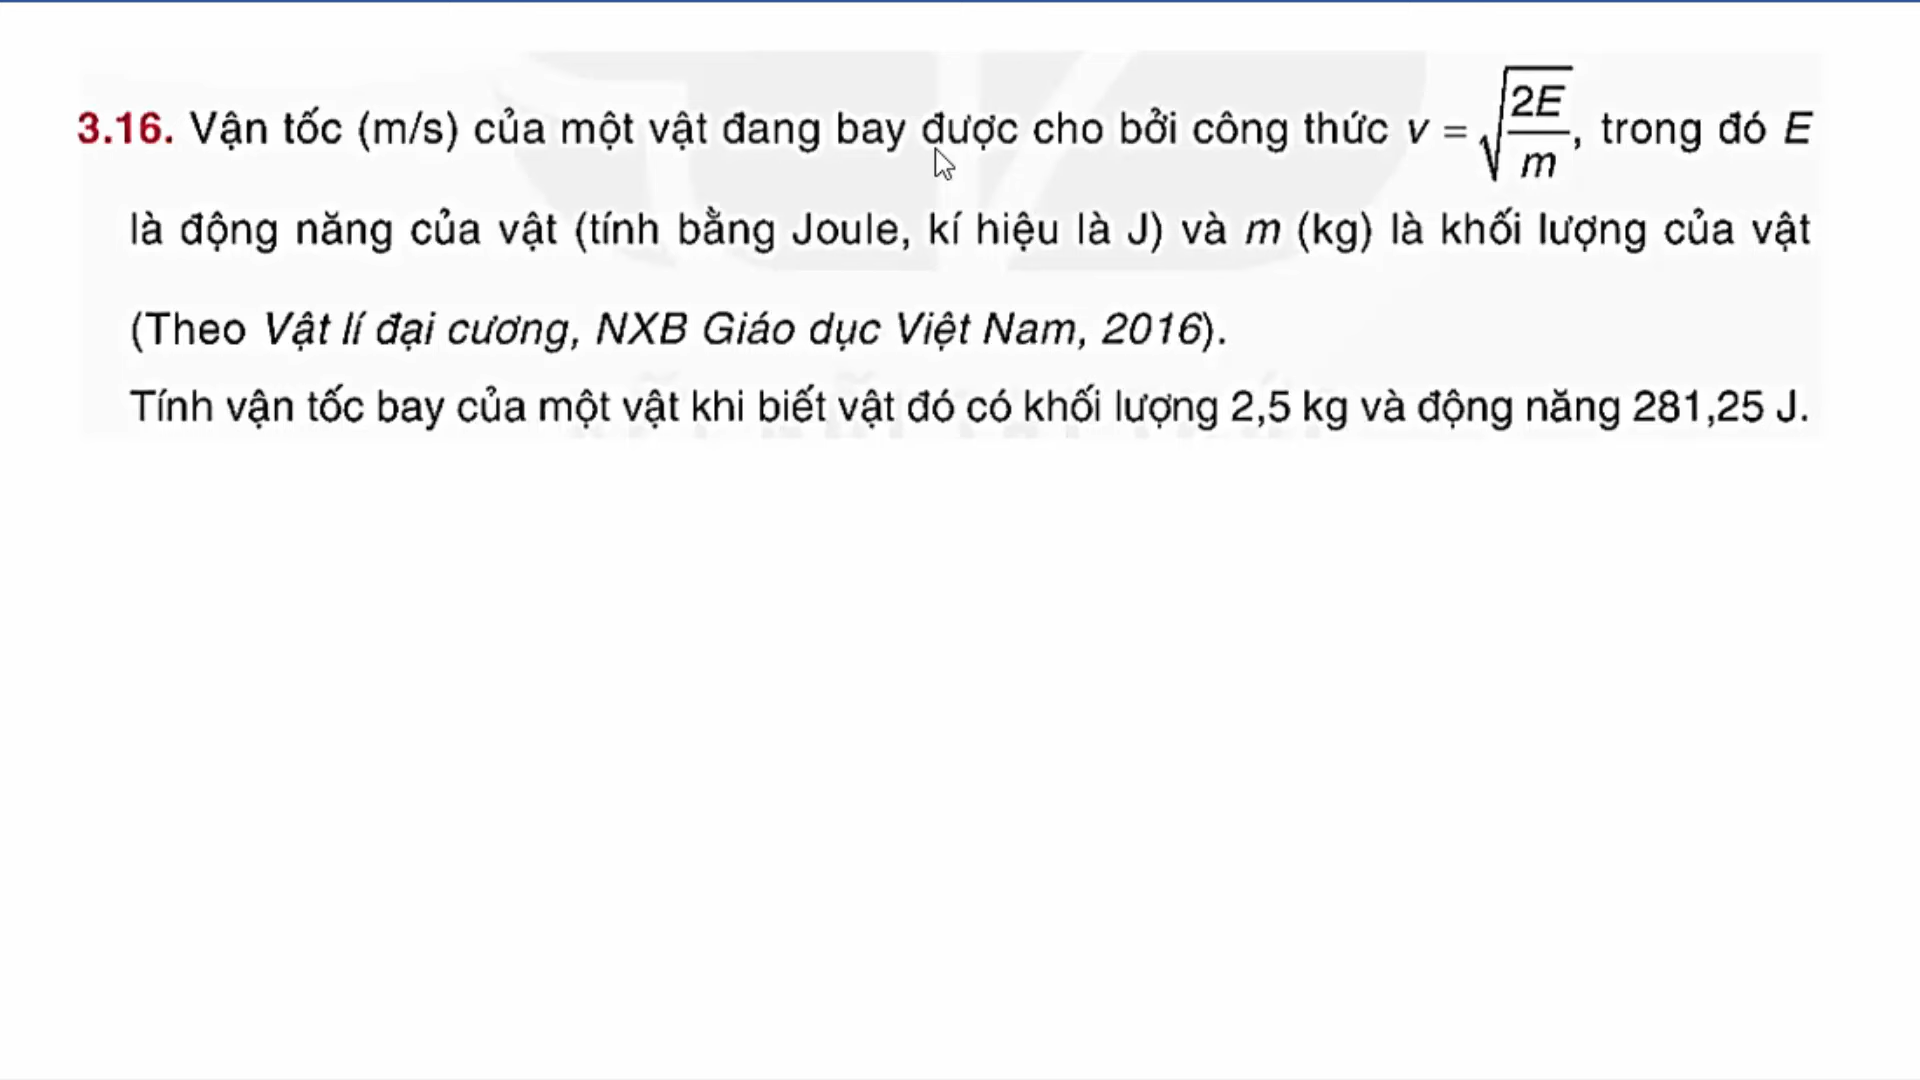 3.16. Vận tốc (m/s) của một vật đang bay được cho bởi công thức v = √(2E/m), trong đó E
là động năng của vật (tính bằng Joule, kí hiệu là J) và m (kg) là khối lượng của vật
(Theo Vật lí đại cương, NXB Giáo dục Việt Nam, 2016).
Tính vận tốc bay của một vật khi biết vật đó có khối lượng 2,5 kg và động năng 281,25 J.